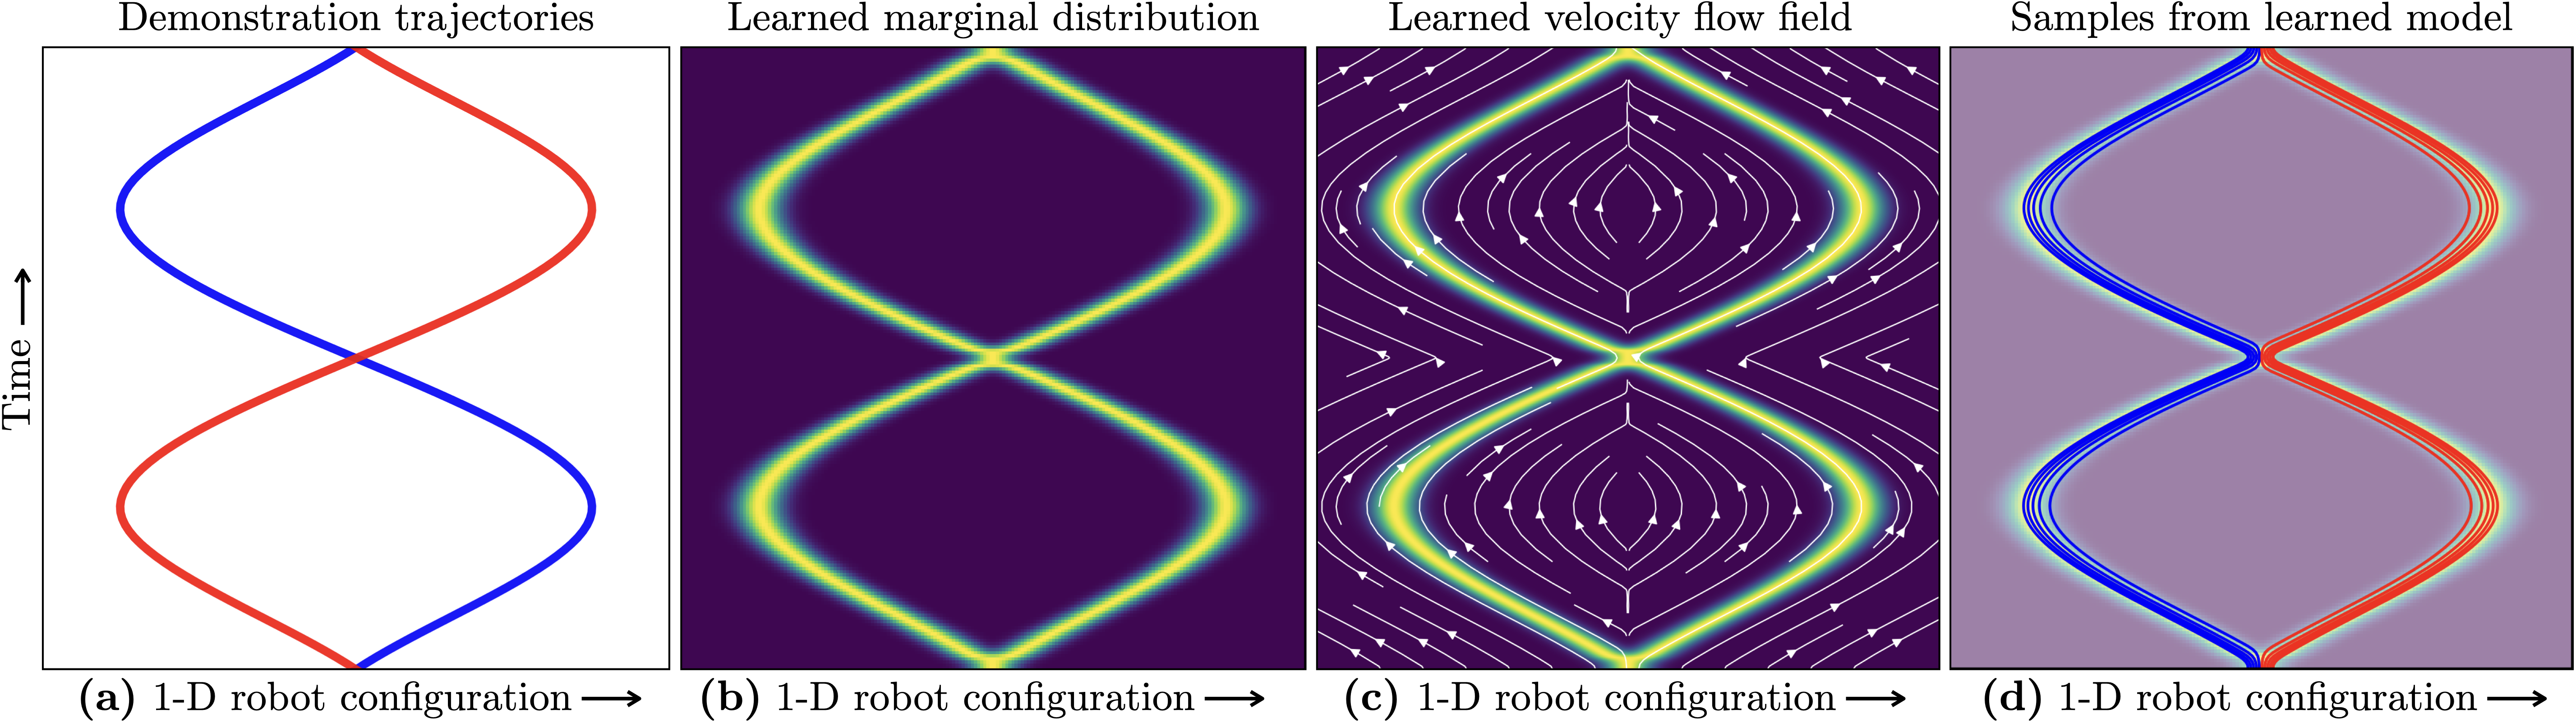 Demonstration trajectories
Learned marginal distribution
Learned velocity flow field
Samples from learned model
Time ⟶
(a) 1-D robot configuration ⟶
(b) 1-D robot configuration ⟶
(c) 1-D robot configuration ⟶
(d) 1-D robot configuration ⟶